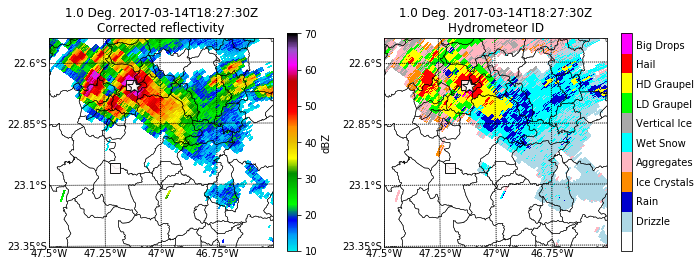 1.0 Deg. 2017-03-14T18:27:30Z
Corrected reflectivity
22.6°S
22.85°S
23.1°S
23.35°S
47.5°W
47.25°W
47°W
46.75°W
70
60
50
40
30
20
10
dBZ
1.0 Deg. 2017-03-14T18:27:30Z
Hydrometeor ID
22.6°S
22.85°S
23.1°S
23.35°S
47.5°W
47.25°W
47°W
46.75°W
Big Drops
Hail
HD Graupel
LD Graupel
Vertical Ice
Wet Snow
Aggregates
Ice Crystals
Rain
Drizzle